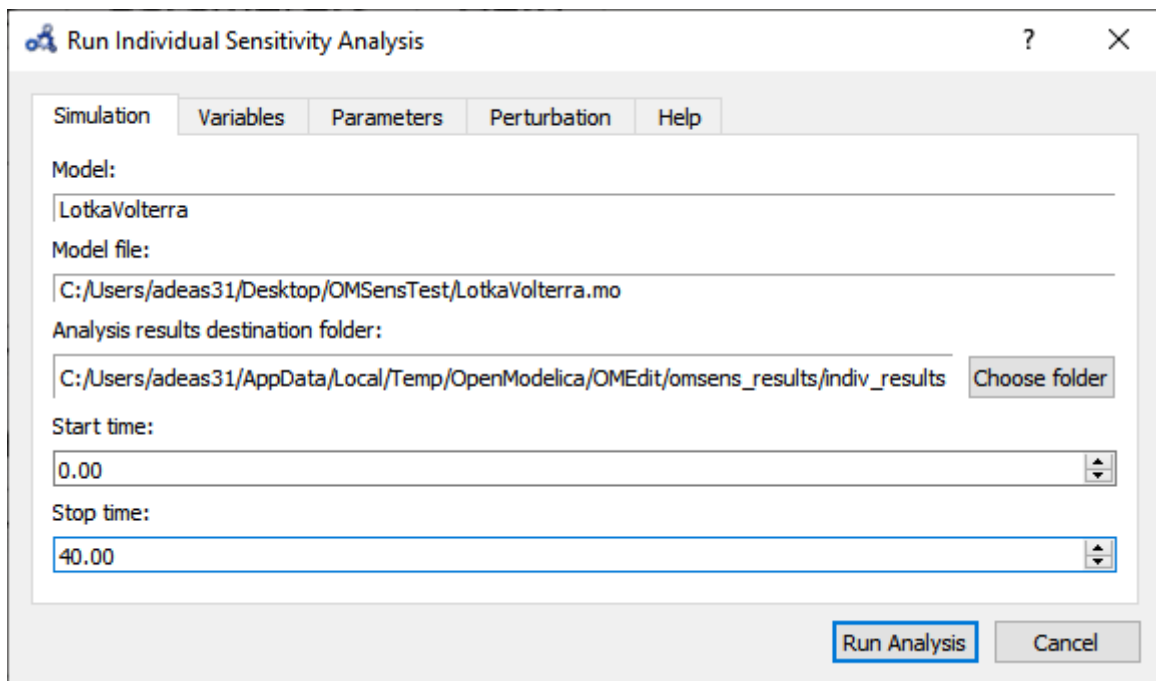 Run Individual Sensitivity Analysis
?
Simulation Variables Parameters Perturbation Help
Model:
LotkaVolterra
Model file:
C:/Users/adeas31/Desktop/OMSensTest/LotkaVolterra.mo
Analysis results destination folder:
C:/Users/adeas31/AppData/Local/Temp/OpenModelica/OMEdit/omsens_results/indiv_results Choose folder
Start time:
0.00
Stop time:
40.00
Run Analysis Cancel